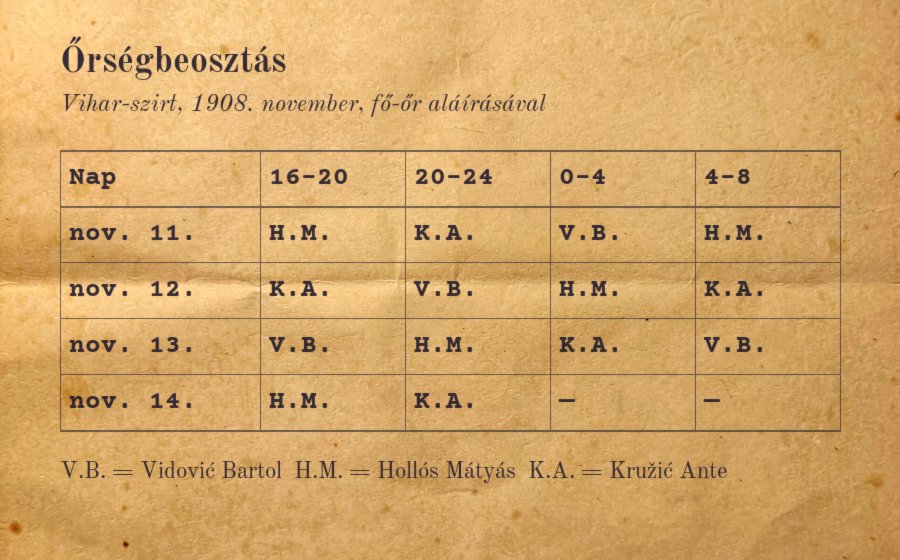 Őrségbeosztás
Vihar-szirt, 1908. november, fő-őr aláírásával
Nap 16–20 20–24 0–4 4–8
nov. 11. H.M. K.A. V.B. H.M.
nov. 12. K.A. V.B. H.M. K.A.
nov. 13. V.B. H.M. K.A. V.B.
nov. 14. H.M. K.A. — —
V.B. = Vidović Bartol H.M. = Hollós Mátyás K.A. = Kružić Ante